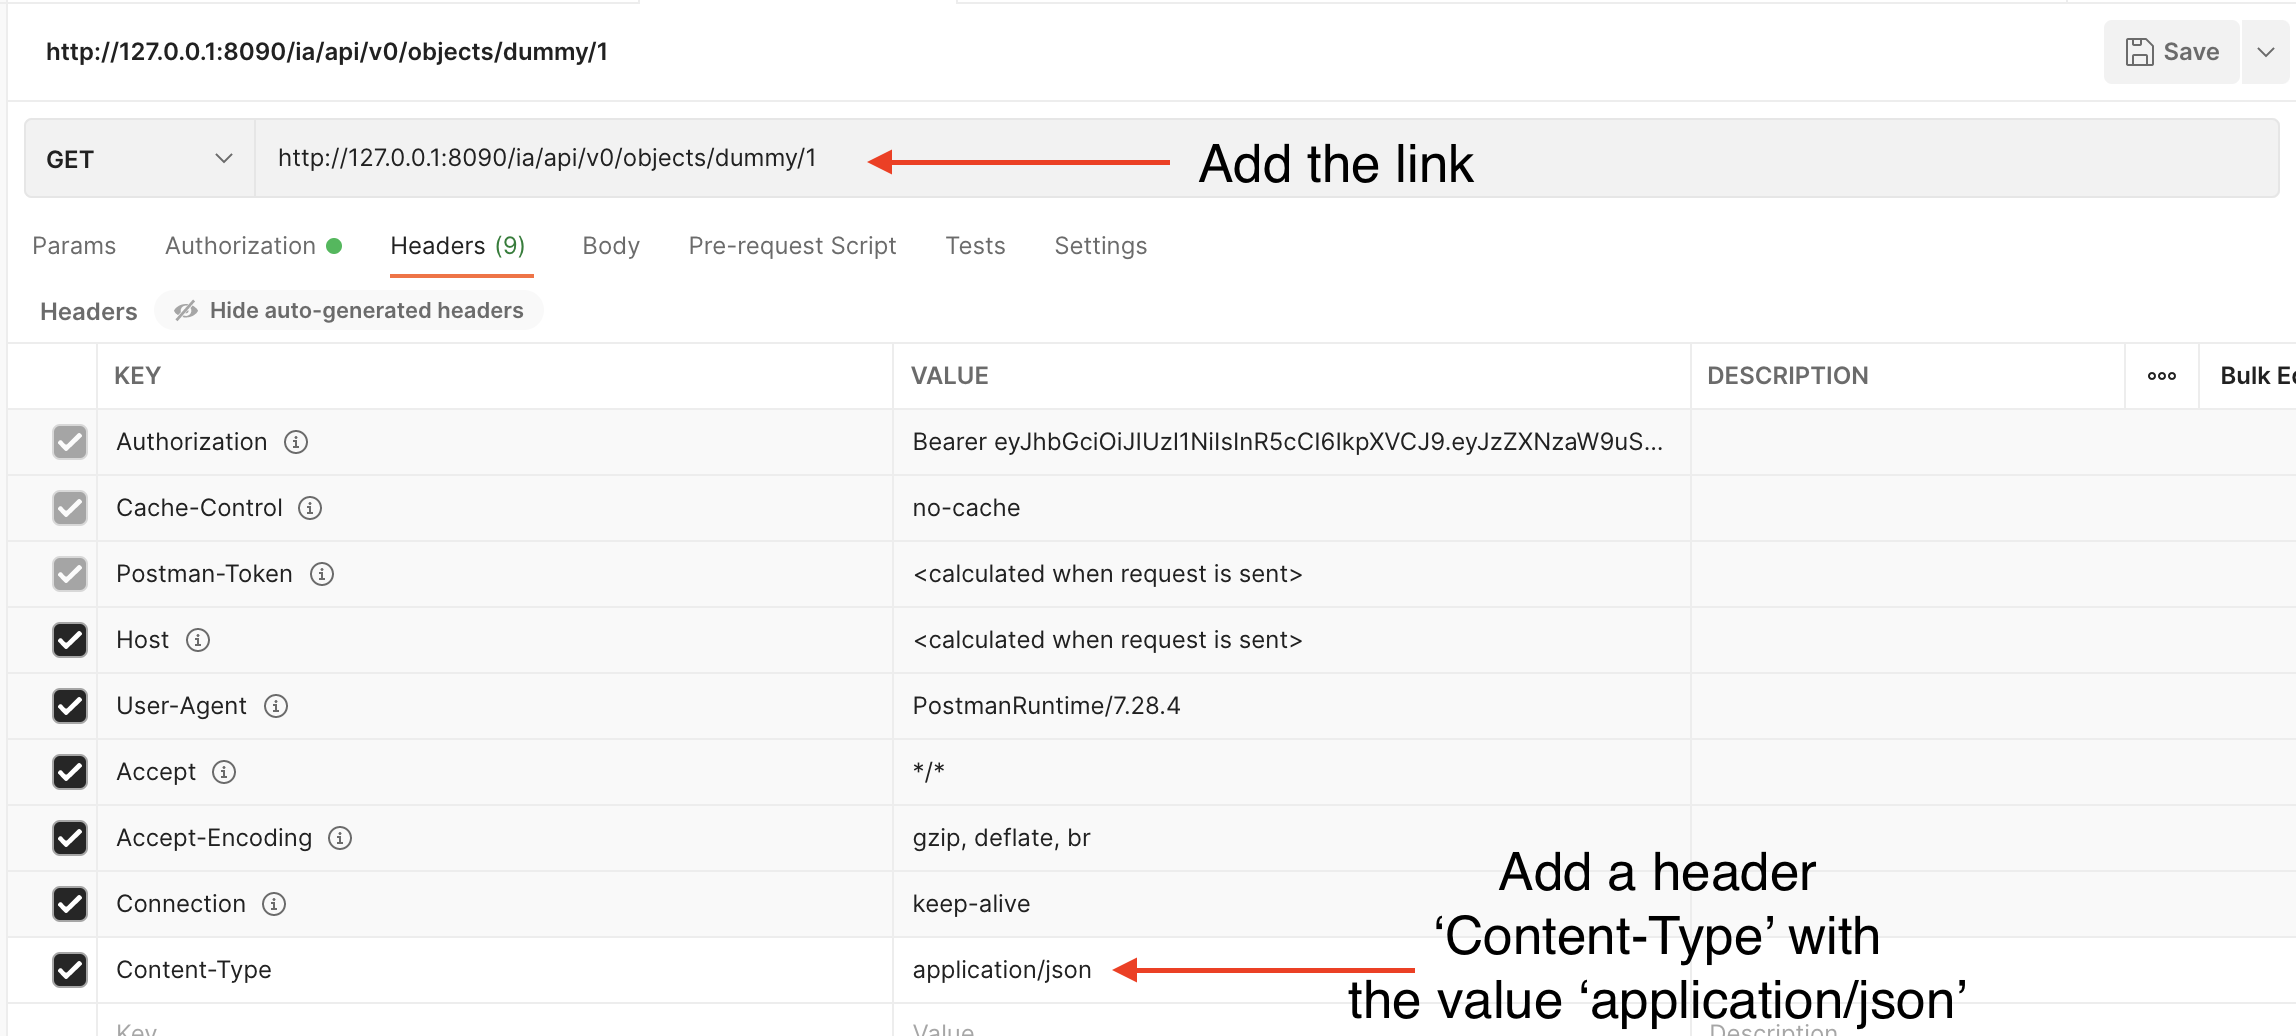 http://127.0.0.1:8090/ia/api/v0/objects/dummy/1
Save
GET
http://127.0.0.1:8090/ia/api/v0/objects/dummy/1
Add the link
Params Authorization Headers (9) Body Pre-request Script Tests Settings
Headers Hide auto-generated headers
KEY VALUE DESCRIPTION Bulk
Authorization Bearer eyJhbGciOiJIUzI1NiIsInR5cCI6IkpXVCJ9.eyJzZXNzaW9uS...
Cache-Control no-cache
Postman-Token <calculated when request is sent>
Host <calculated when request is sent>
User-Agent PostmanRuntime/7.28.4
Accept */*
Accept-Encoding gzip, deflate, br
Connection keep-alive
Content-Type application/json
Add a header
‘Content-Type’ with
the value ‘application/json’
Key Value Description